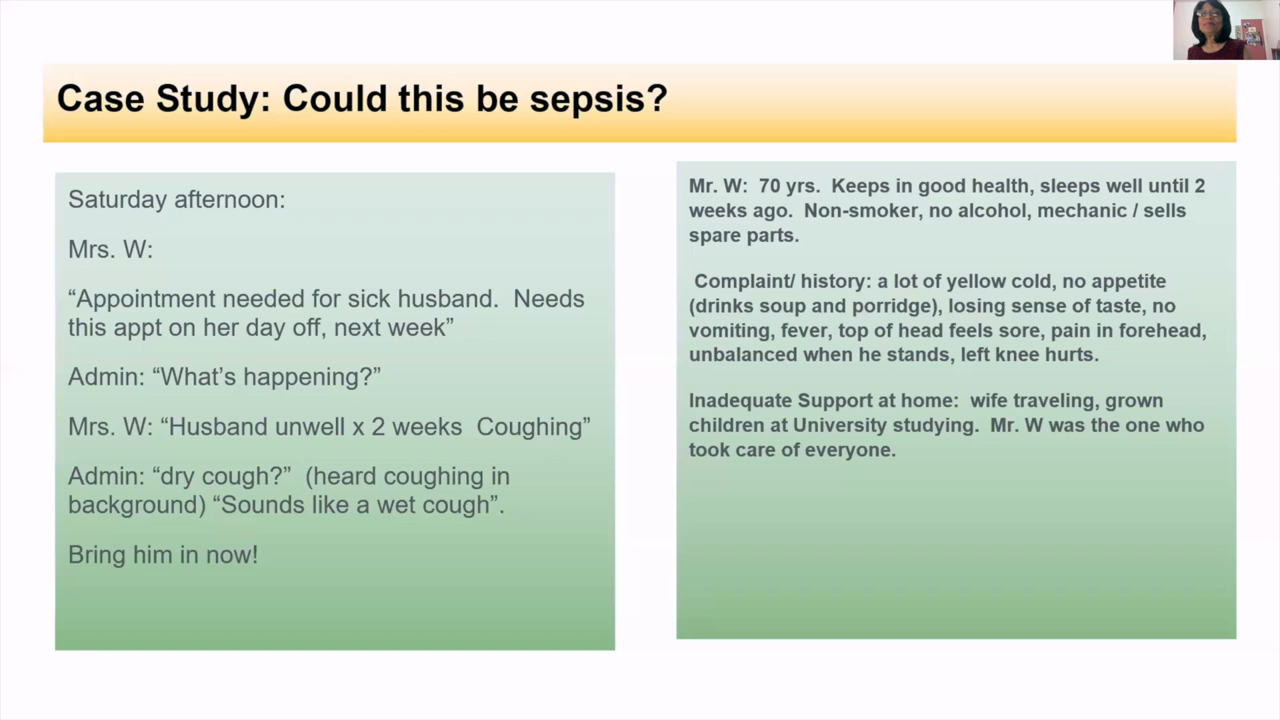 Case Study: Could this be sepsis?
Saturday afternoon:
Mrs. W:
“Appointment needed for sick husband.  Needs
this appt on her day off, next week”
Admin: “What’s happening?”
Mrs. W: “Husband unwell x 2 weeks  Coughing”
Admin: “dry cough?”  (heard coughing in
background) “Sounds like a wet cough”.
Bring him in now!
Mr. W:  70 yrs.  Keeps in good health, sleeps well until 2
weeks ago.  Non-smoker, no alcohol, mechanic / sells
spare parts.
Complaint/ history: a lot of yellow cold, no appetite
(drinks soup and porridge), losing sense of taste, no
vomiting, fever, top of head feels sore, pain in forehead,
unbalanced when he stands, left knee hurts.
Inadequate Support at home:  wife traveling, grown
children at University studying.  Mr. W was the one who
took care of everyone.